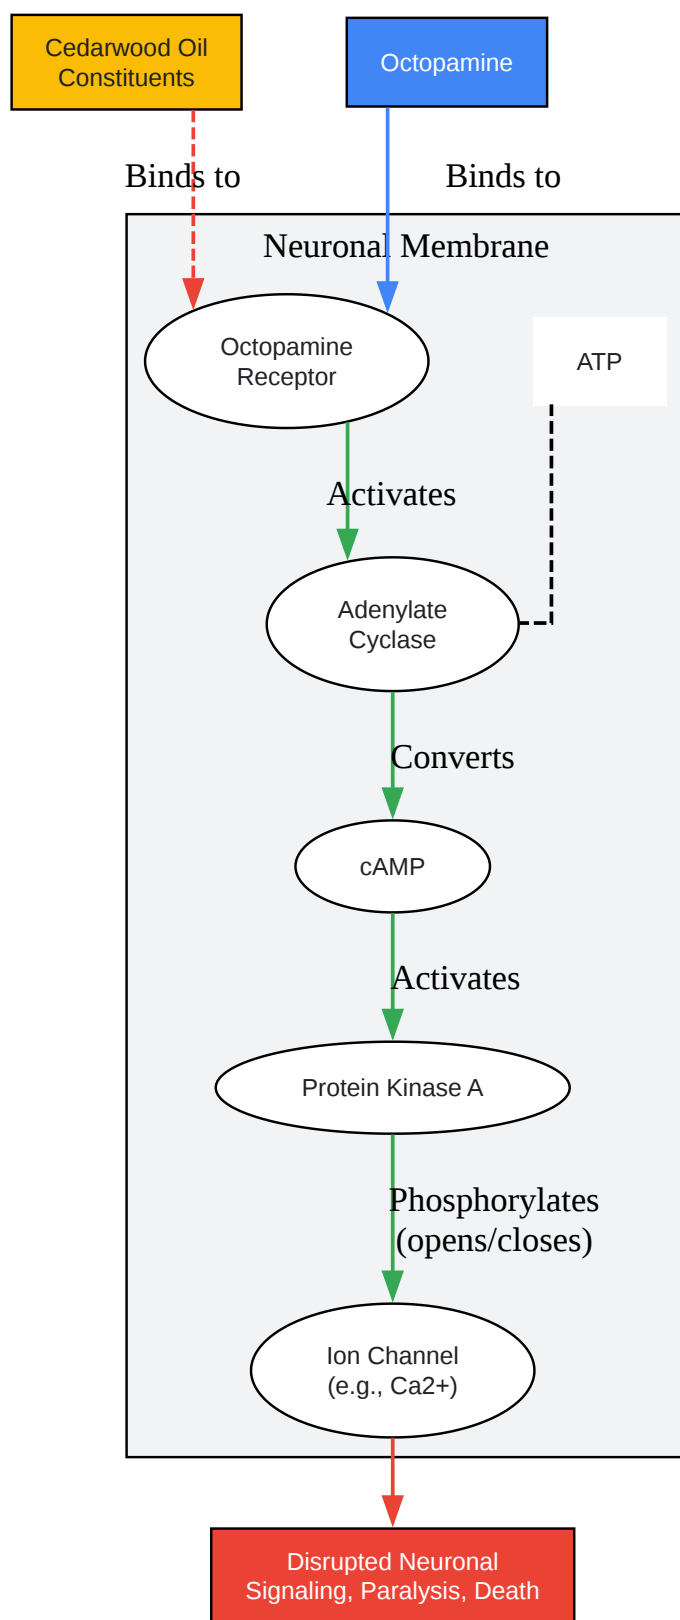 Cedarwood Oil
Constituents
Octopamine
Binds to
Binds to
Neuronal Membrane
Octopamine
Receptor
ATP
Activates
Adenylate
Cyclase
Converts
cAMP
Activates
Protein Kinase A
Phosphorylates
(opens/closes)
Ion Channel
(e.g., Ca2+)
Disrupted Neuronal
Signaling, Paralysis, Death